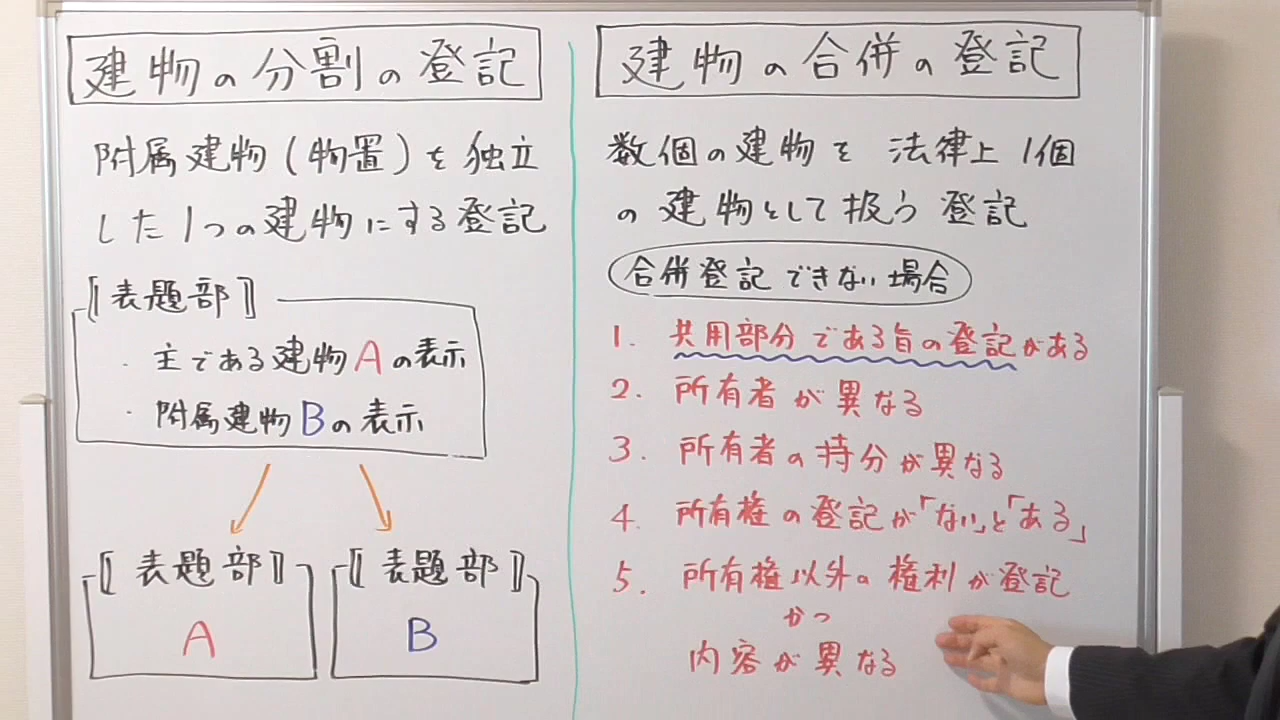 建物の分割の登記
附属建物(物置)を独立
した1つの建物にする登記
〚表題部〛
・主である建物Aの表示
・附属建物Bの表示
〚表題部〛
A
〚表題部〛
B
建物の合併の登記
数個の建物を 法律上 1個
の建物として扱う登記
合併登記できない場合
1. 共用部分である旨の登記がある
2. 所有者が異なる
3. 所有者の持分が異なる
4. 所有権の登記が「ない」と「ある」
5. 所有権以外の権利が登記
かつ
内容が異なる